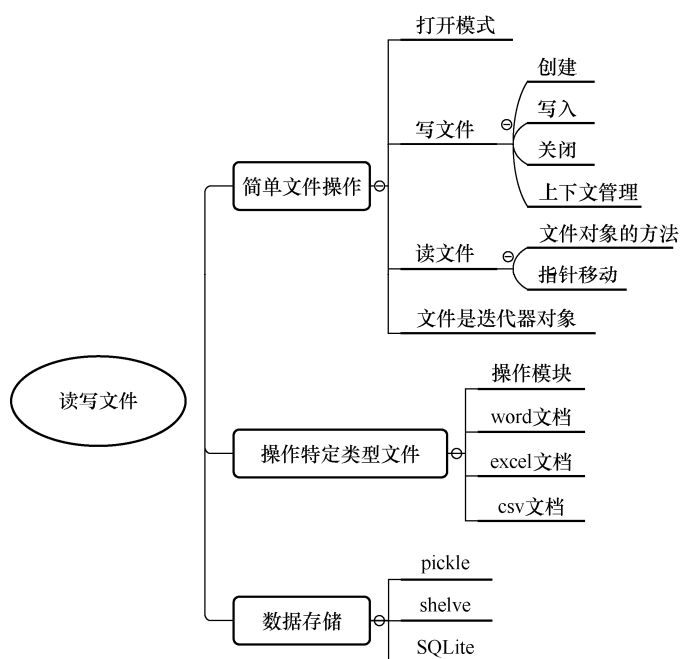 读写文件
简单文件操作
打开模式
写文件
创建
写入
关闭
上下文管理
读文件
文件对象的方法
指针移动
文件是迭代器对象
操作特定类型文件
操作模块
word文档
excel文档
csv文档
数据存储
pickle
shelve
SQLite